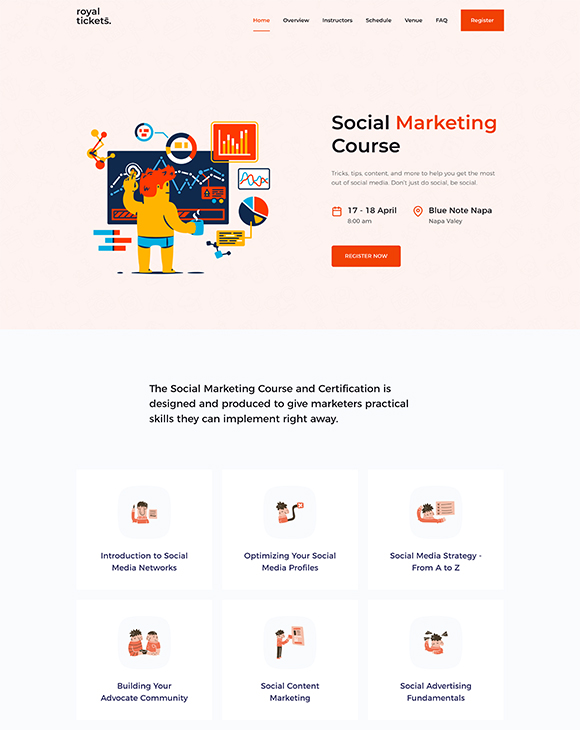 royal
tickets.
Home Overview Instructors Schedule Venue FAQ Register
Social Marketing
Course
Tricks, tips, content, and more to help you get the most
out of social media. Don't just do social, be social.
17 - 18 April
8:00 am
Blue Note Napa
Napa Valey
REGISTER NOW
The Social Marketing Course and Certification is
designed and produced to give marketers practical
skills they can implement right away.
Introduction to Social
Media Networks
Optimizing Your Social
Media Profiles
Social Media Strategy -
From A to Z
Building Your
Advocate Community
Social Content
Marketing
Social Advertising
Fundamentals